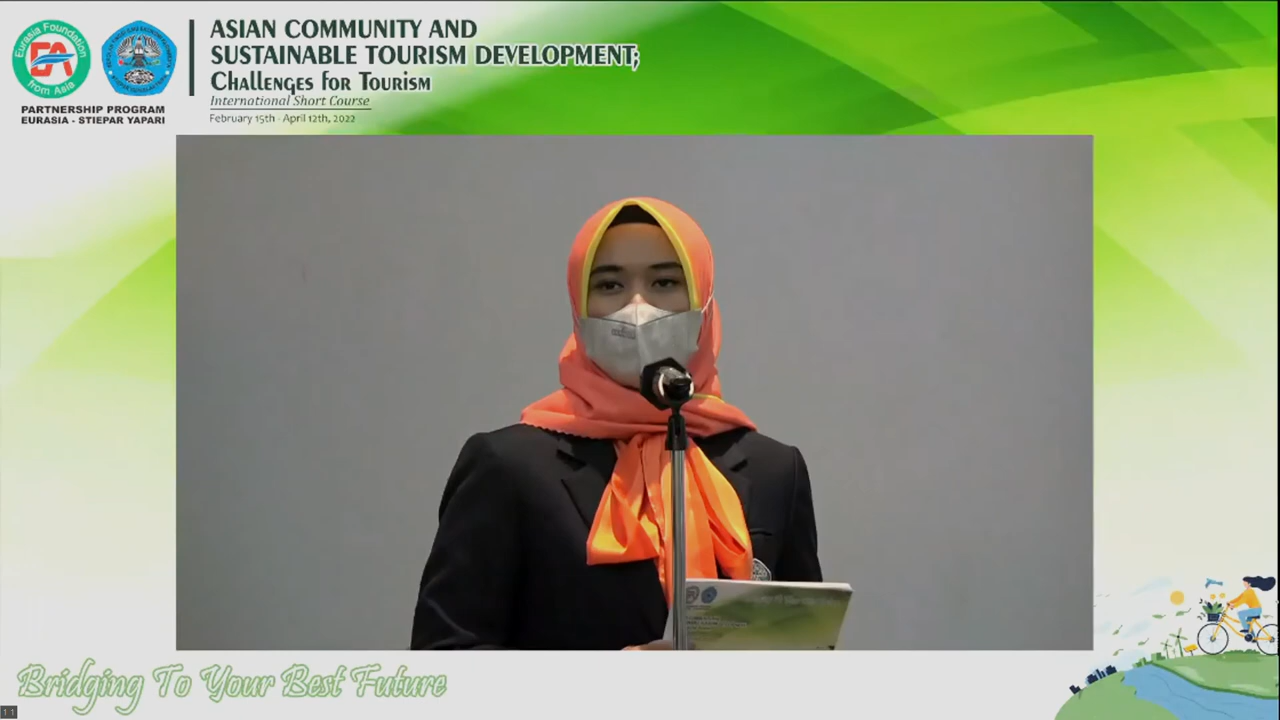 Eurasia Foundation
EA
from Asia
PARTNERSHIP PROGRAM
EURASIA - STIEPAR YAPARI
ASIAN COMMUNITY AND
SUSTAINABLE TOURISM DEVELOPMENT;
Challenges for Tourism
International Short Course
February 15th - April 12th, 2022
Bridging To Your Best Future
11